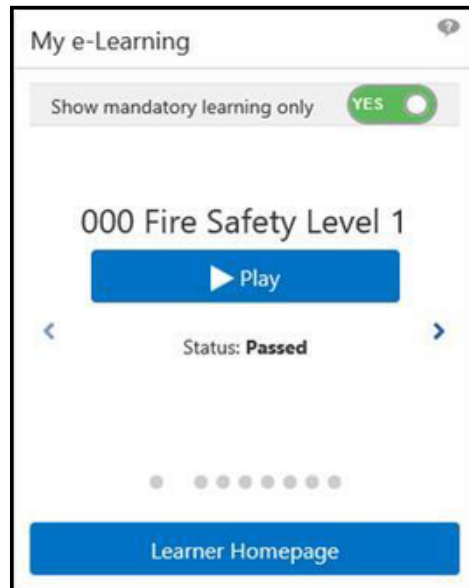 My e-Learning
?
Show mandatory learning only YES
000 Fire Safety Level 1
Play
Status: Passed
Learner Homepage